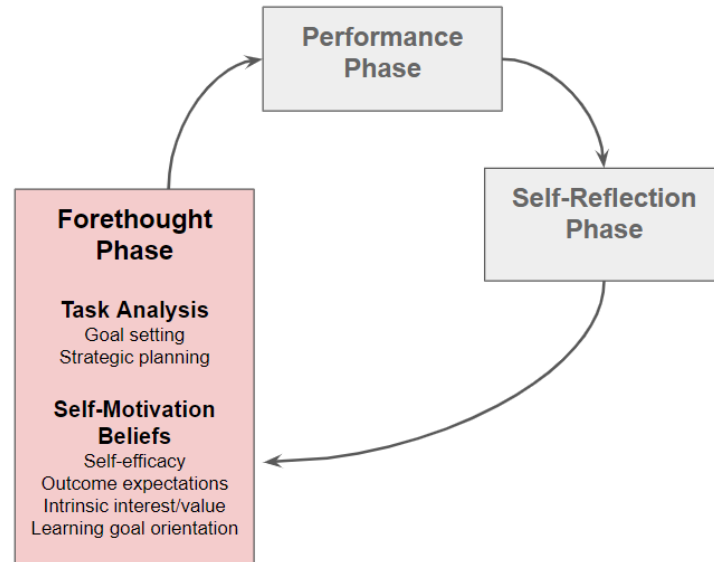 Performance
Phase
Self-Reflection
Phase
Forethought
Phase
Task Analysis
Goal setting
Strategic planning
Self-Motivation
Beliefs
Self-efficacy
Outcome expectations
Intrinsic interest/value
Learning goal orientation